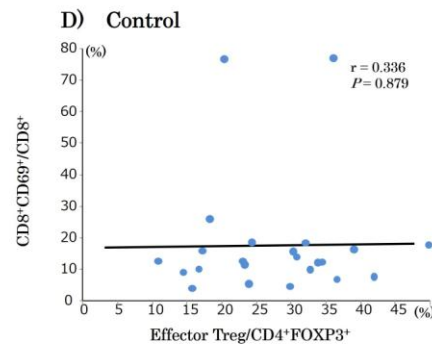 D) Control
80 (%)
r = 0.336
P = 0.879
70
60
50
40
30
20
10
0
CD8⁺CD69⁺/CD8⁺
0 5 10 15 20 25 30 35 40 45 (%)
Effector Treg/CD4⁺FOXP3⁺